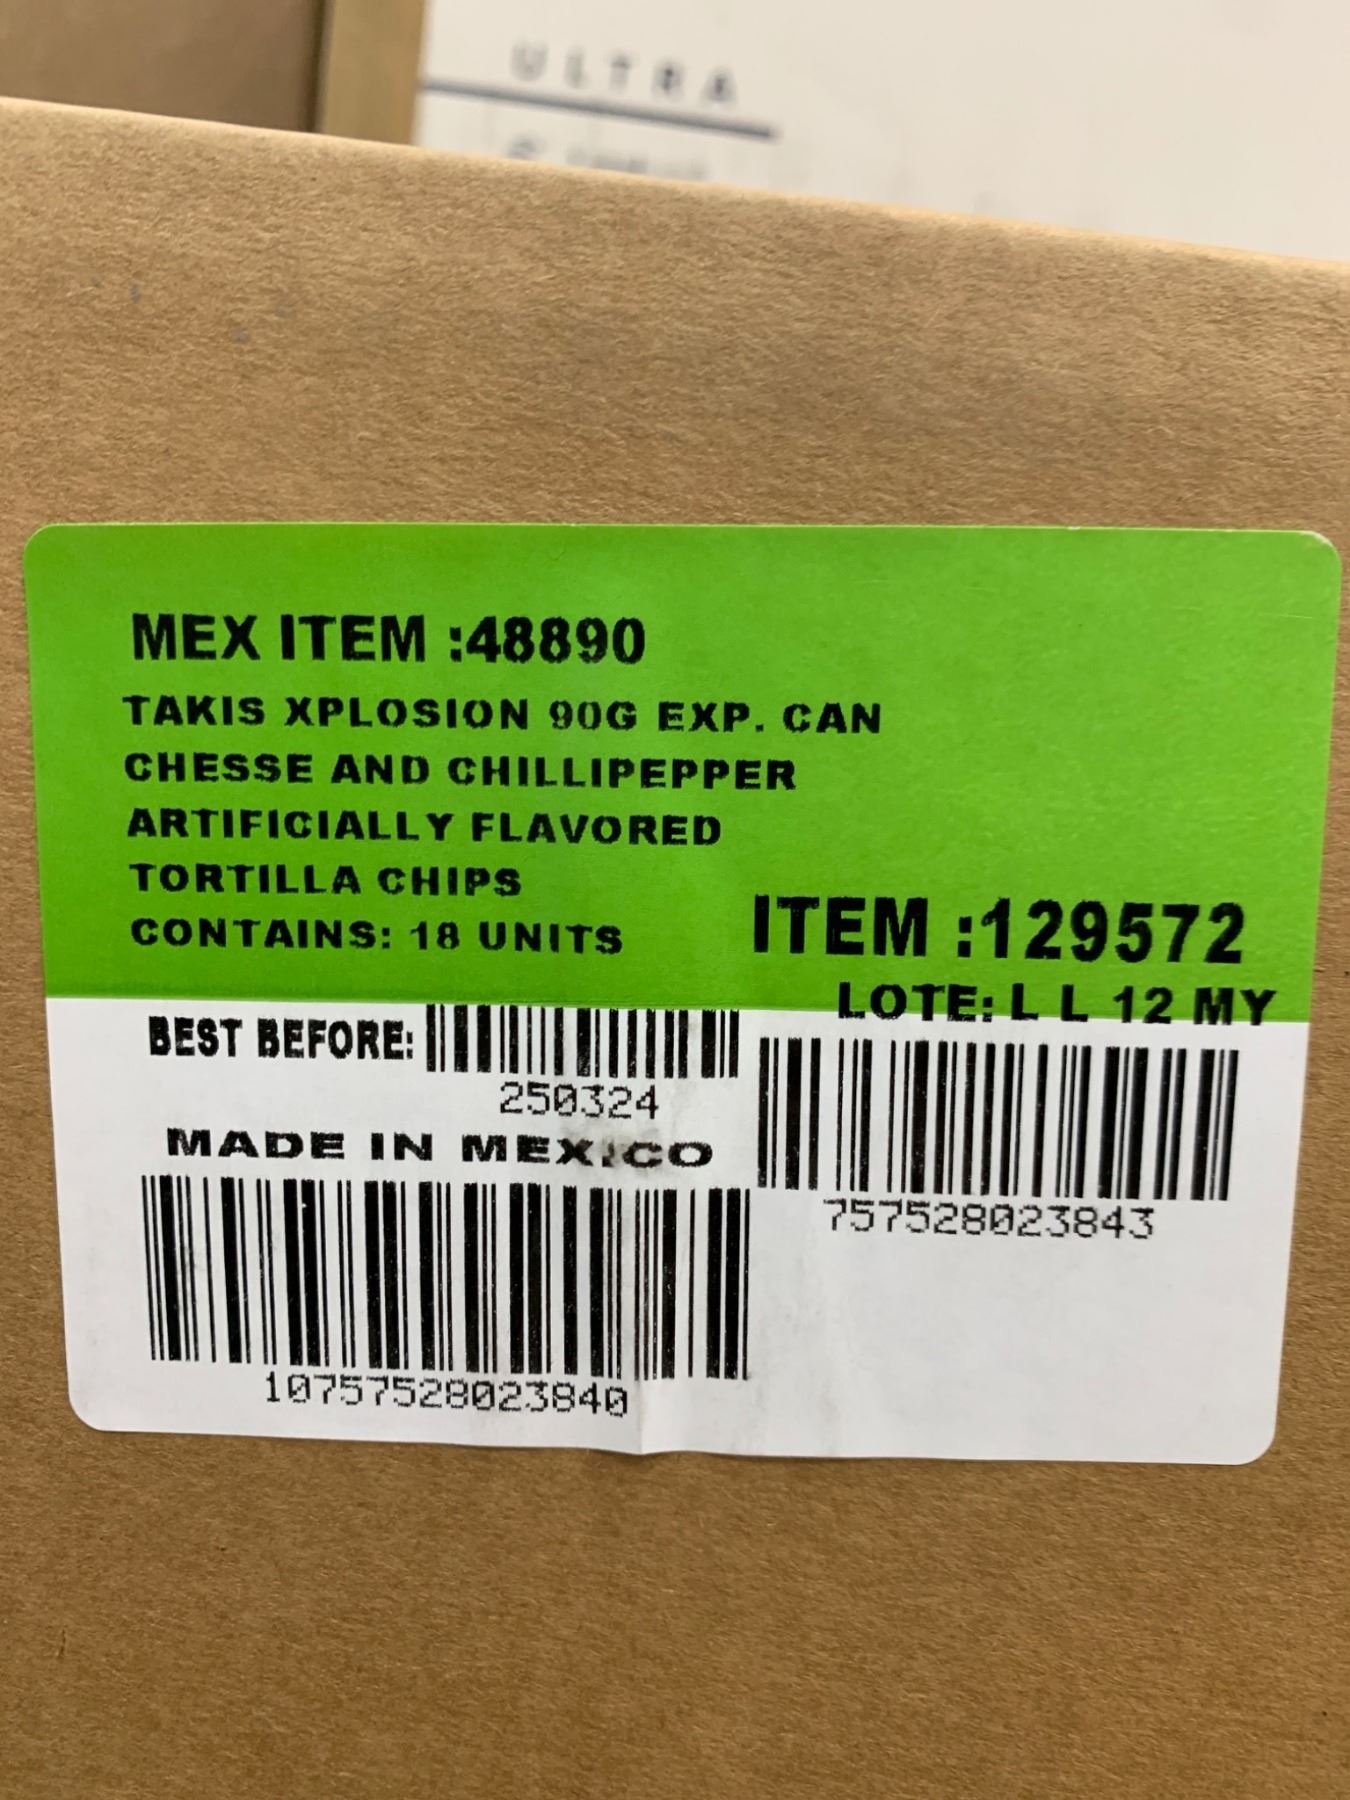 ULTRA
MEX ITEM :48890
TAKIS XPLOSION 90G EXP. CAN
CHESSE AND CHILLIPEPPER
ARTIFICIALLY FLAVORED
TORTILLA CHIPS
CONTAINS: 18 UNITS
ITEM :129572
LOTE: L L 12 MY
BEST BEFORE:
250324
MADE IN MEXICO
757528023843
10757528023840